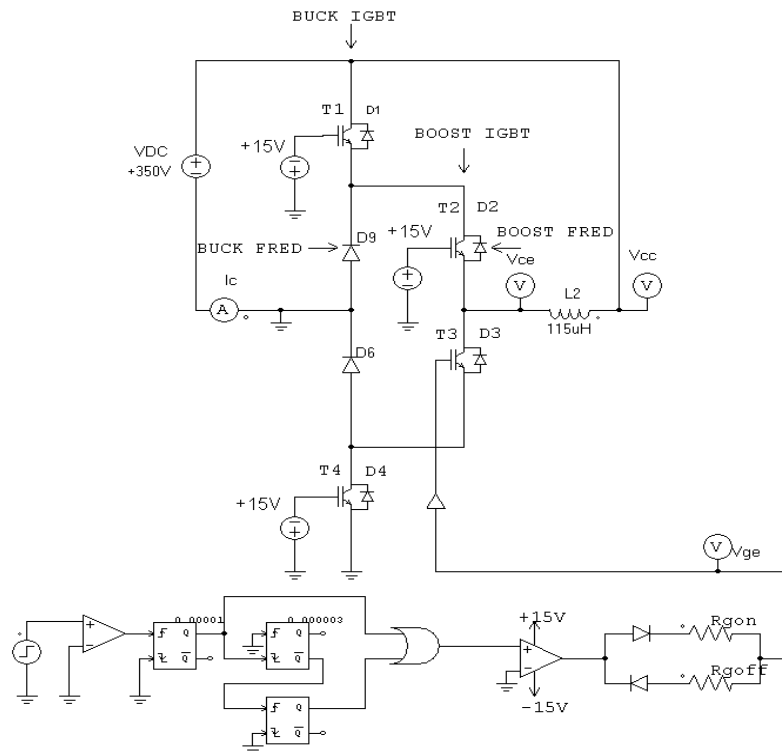 BUCK IGBT
T1 D1
BOOST IGBT
VDC
+350V
+15V
T2 D2
+15V
BUCK FRED
D9
BOOST FRED
Vce
Vcc
Ic
V
V
L2
A
115uH
T3 D3
D6
T4 D4
+15V
V
Vge
0.00001
0.000003
+15V
Rgon
Q
Q
Q
Q
Rgoff
-15V
Q
Q